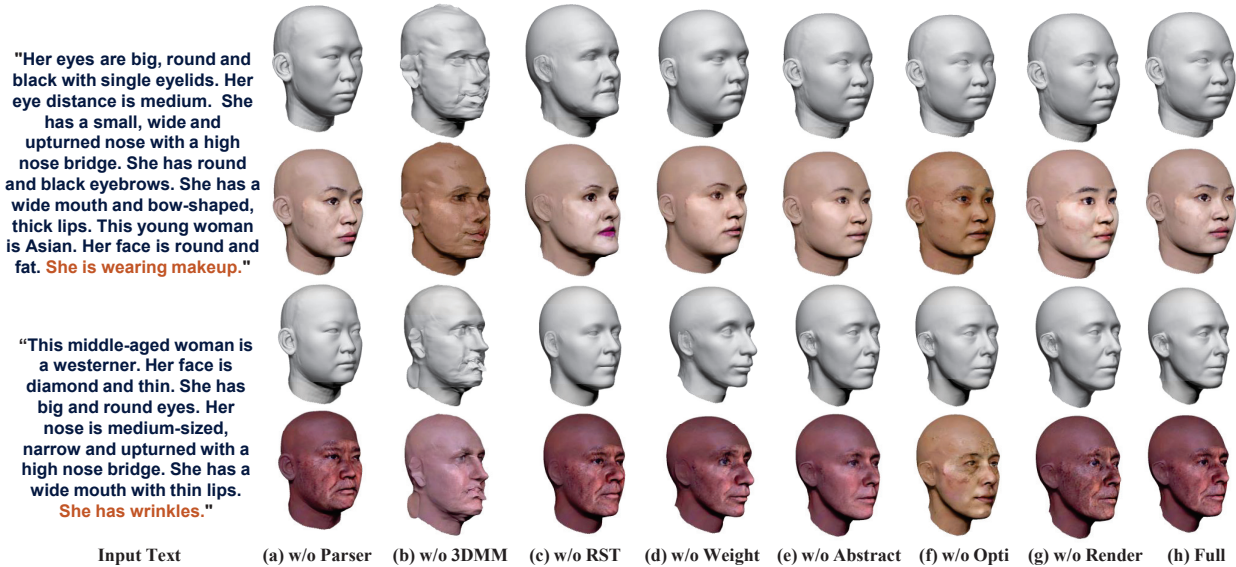 "Her eyes are big, round and
black with single eyelids. Her
eye distance is medium. She
has a small, wide and
upturned nose with a high
nose bridge. She has round
and black eyebrows. She has a
wide mouth and bow-shaped,
thick lips. This young woman
is Asian. Her face is round and
fat. She is wearing makeup."
“This middle-aged woman is
a westerner. Her face is
diamond and thin. She has
big and round eyes. Her
nose is medium-sized,
narrow and upturned with a
high nose bridge. She has a
wide mouth with thin lips.
She has wrinkles."
Input Text (a) w/o Parser (b) w/o 3DMM (c) w/o RST (d) w/o Weight (e) w/o Abstract (f) w/o Opti (g) w/o Render (h) Full